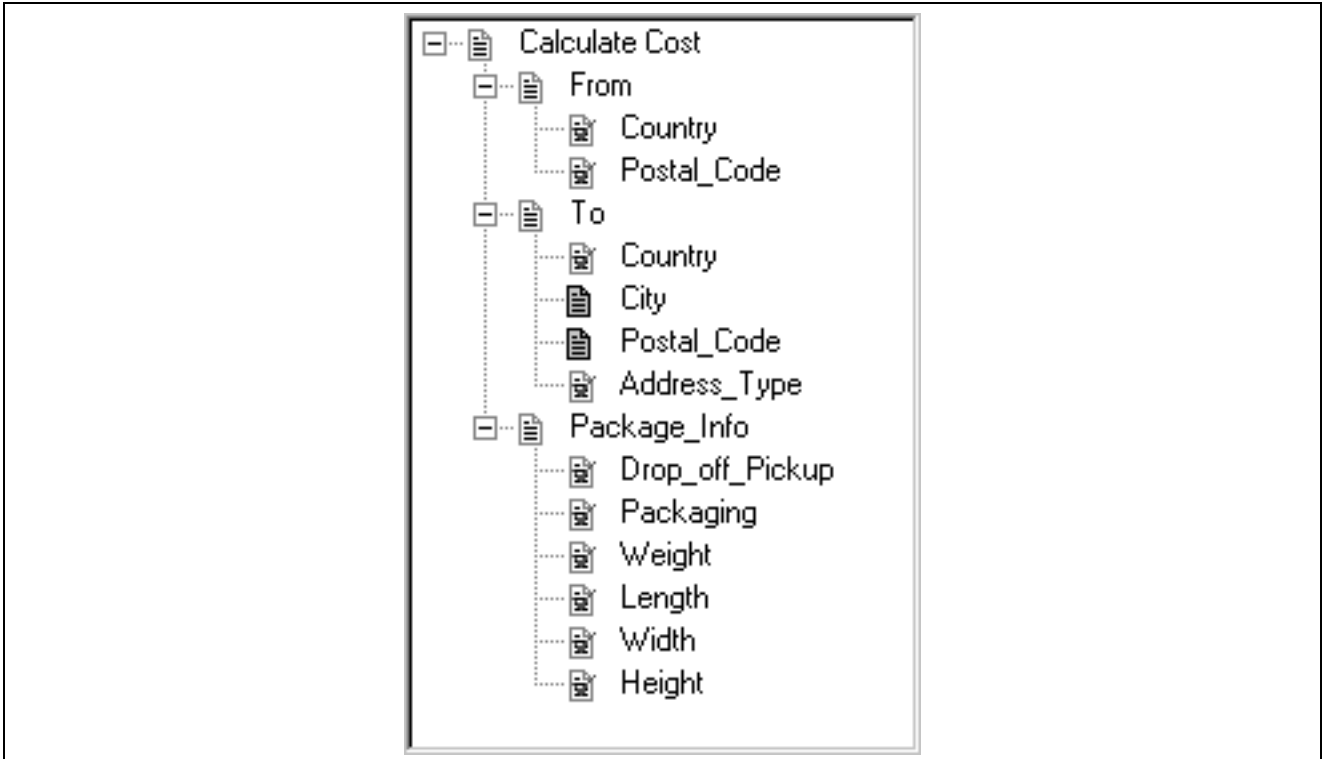 Calculate Cost
From
Country
Postal_Code
To
Country
City
Postal_Code
Address_Type
Package_Info
Drop_off_Pickup
Packaging
Weight
Length
Width
Height